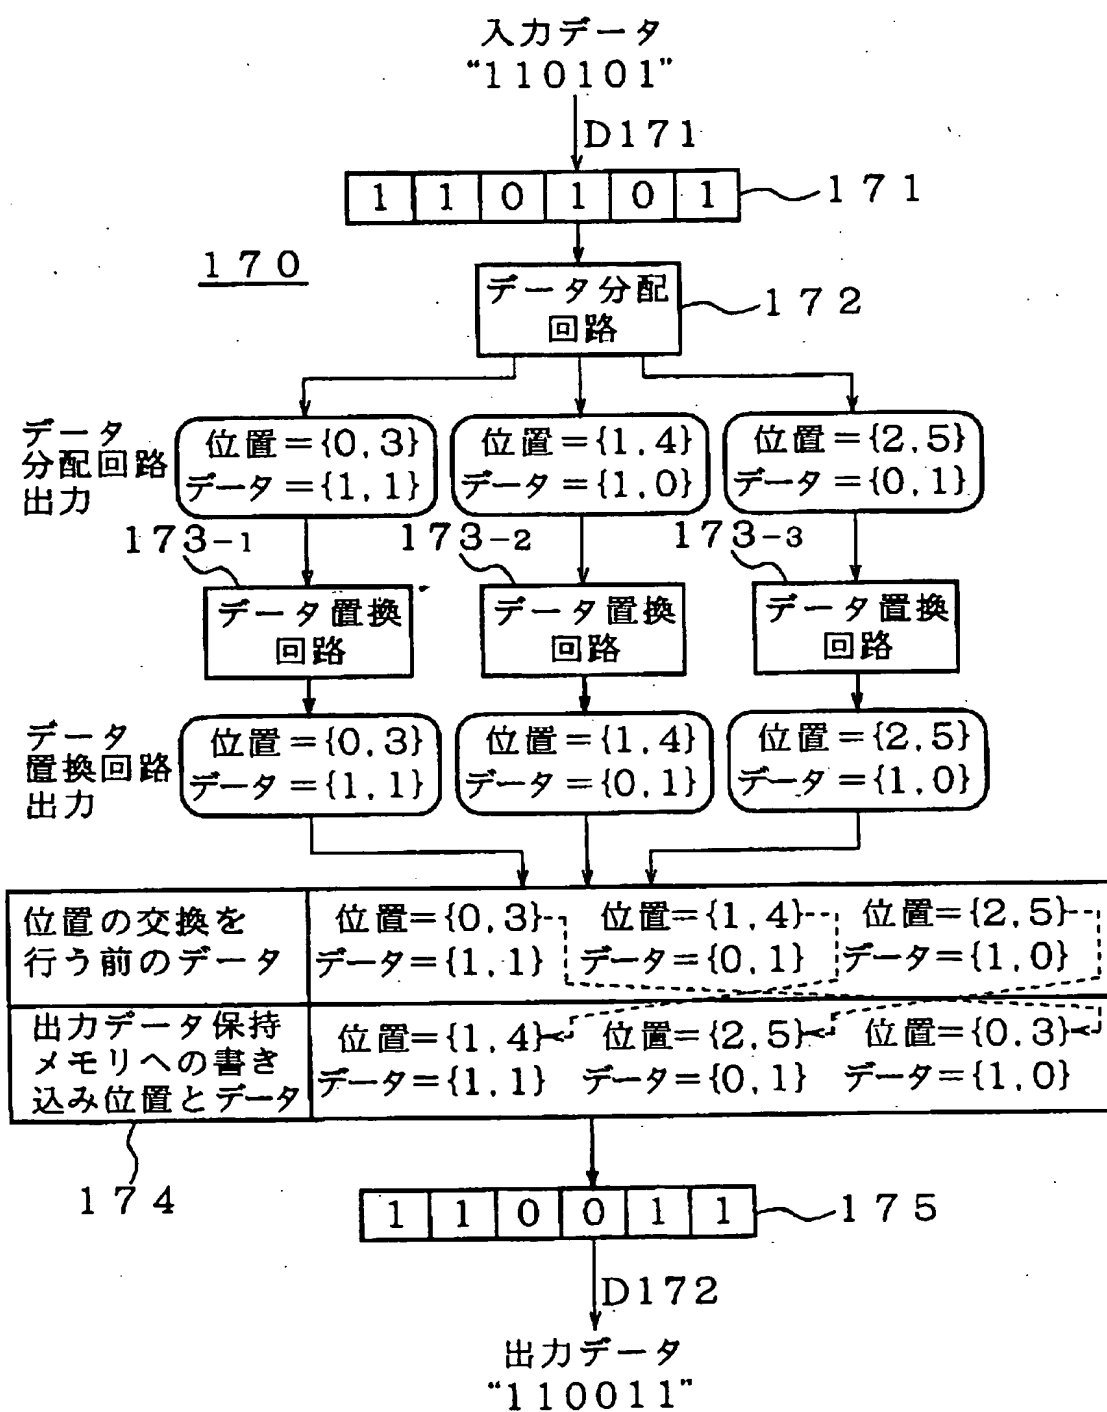 入力データ
“110101”
D171
1 1 0 1 0 1
171
170
データ分配
回路
172
データ
分配回路
出力
位置={0,3}
データ={1,1}
位置={1,4}
データ={1,0}
位置={2,5}
データ={0,1}
173-1
173-2
173-3
データ置換
回路
データ置換
回路
データ置換
回路
データ
置換回路
出力
位置={0,3}
データ={1,1}
位置={1,4}
データ={0,1}
位置={2,5}
データ={1,0}
位置の交換を
行う前のデータ
位置={0,3}
データ={1,1}
位置={1,4}
データ={0,1}
位置={2,5}
データ={1,0}
出力データ保持
メモリへの書き
込み位置とデータ
位置={1,4}
データ={1,1}
位置={2,5}
データ={0,1}
位置={0,3}
データ={1,0}
174
1 1 0 0 1 1
175
D172
出力データ
“110011”